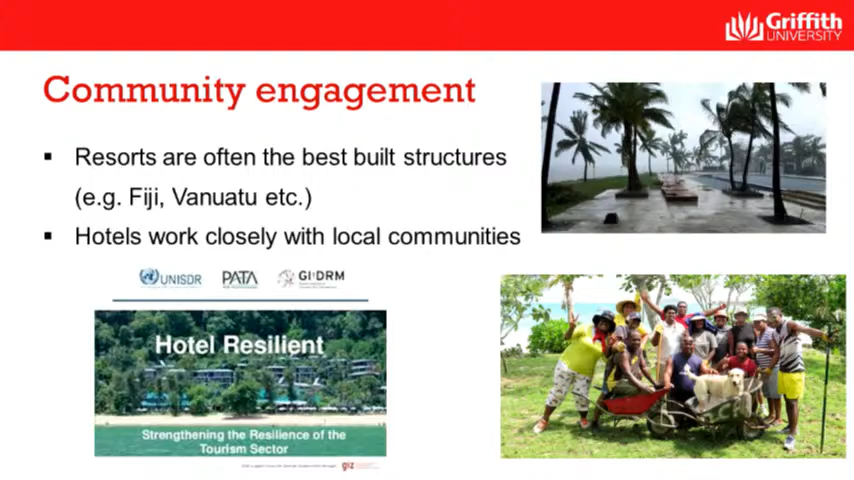 Griffith
UNIVERSITY
Community engagement
▪ Resorts are often the best built structures
(e.g. Fiji, Vanuatu etc.)
▪ Hotels work closely with local communities
UNISDR PATA GIDRM
Hotel Resilient
Strengthening the Resilience of the
Tourism Sector
giz